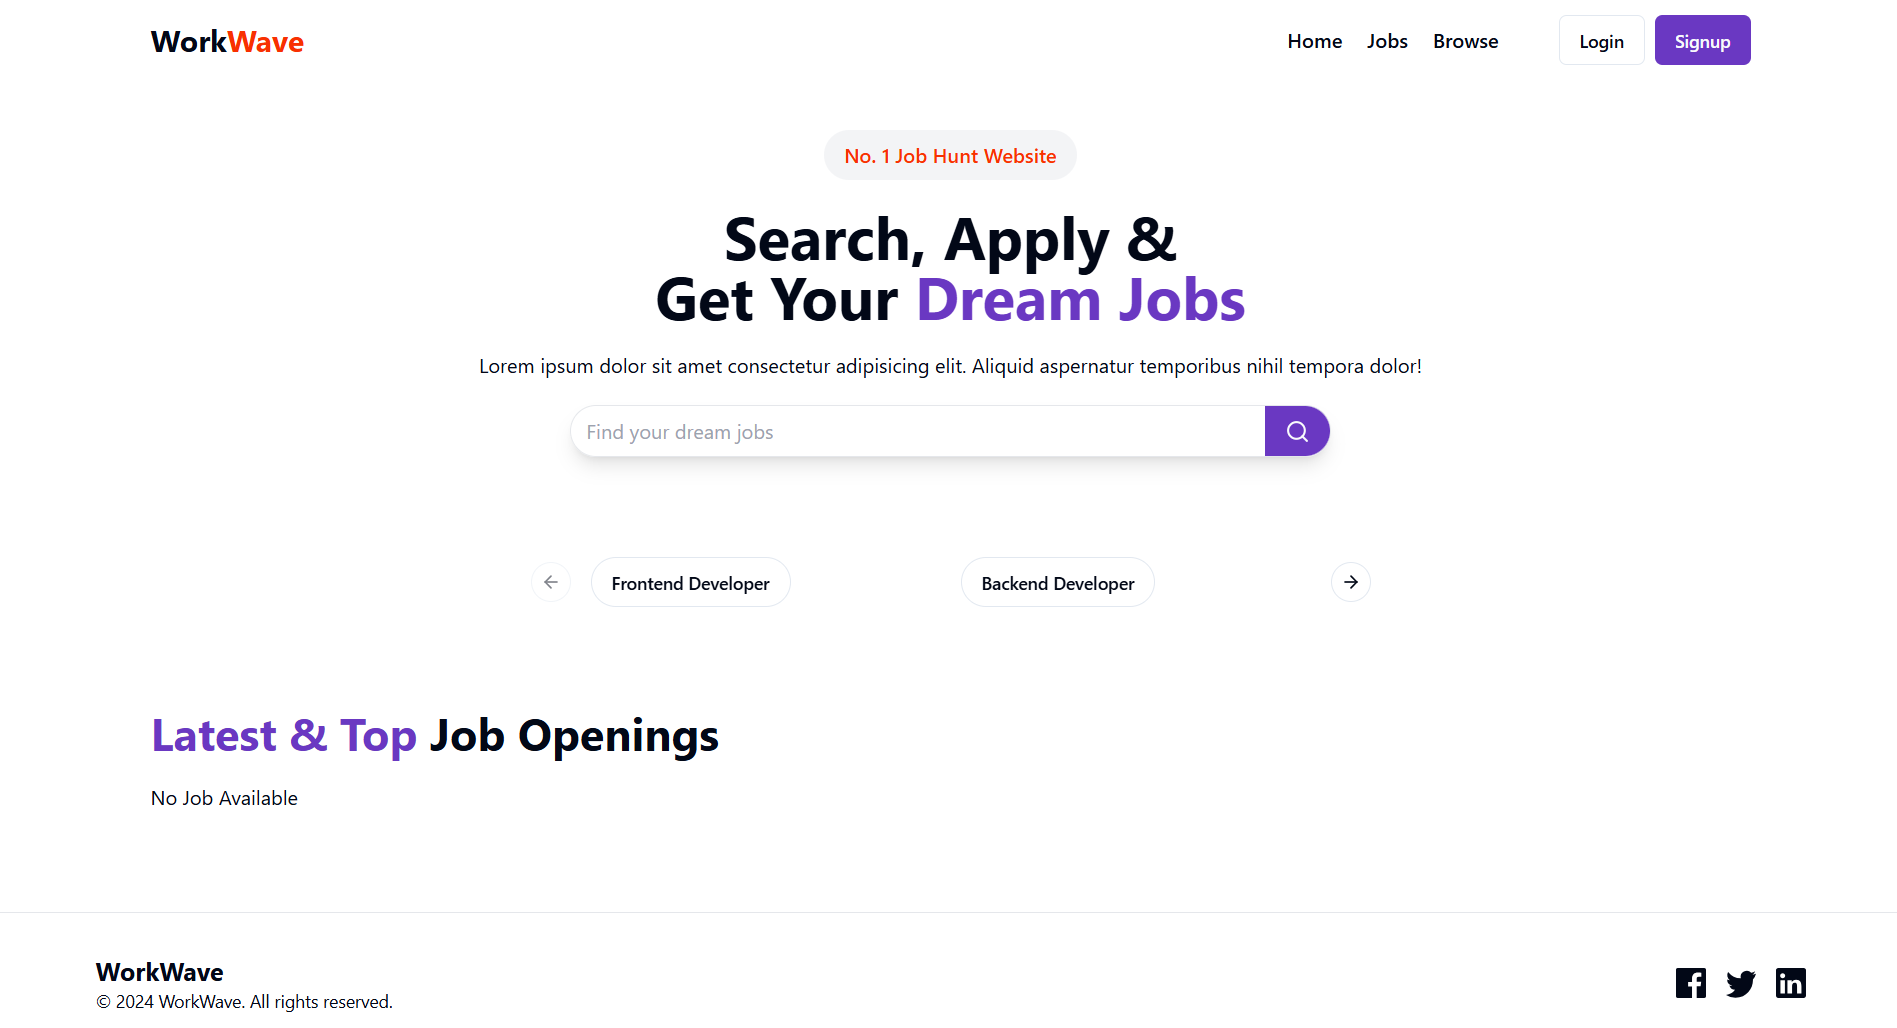 WorkWave
Home Jobs Browse Login Signup
No. 1 Job Hunt Website
Search, Apply &
Get Your Dream Jobs
Lorem ipsum dolor sit amet consectetur adipisicing elit. Aliquid aspernatur temporibus nihil tempora dolor!
Find your dream jobs
Frontend Developer Backend Developer
Latest & Top Job Openings
No Job Available
WorkWave
© 2024 WorkWave. All rights reserved.